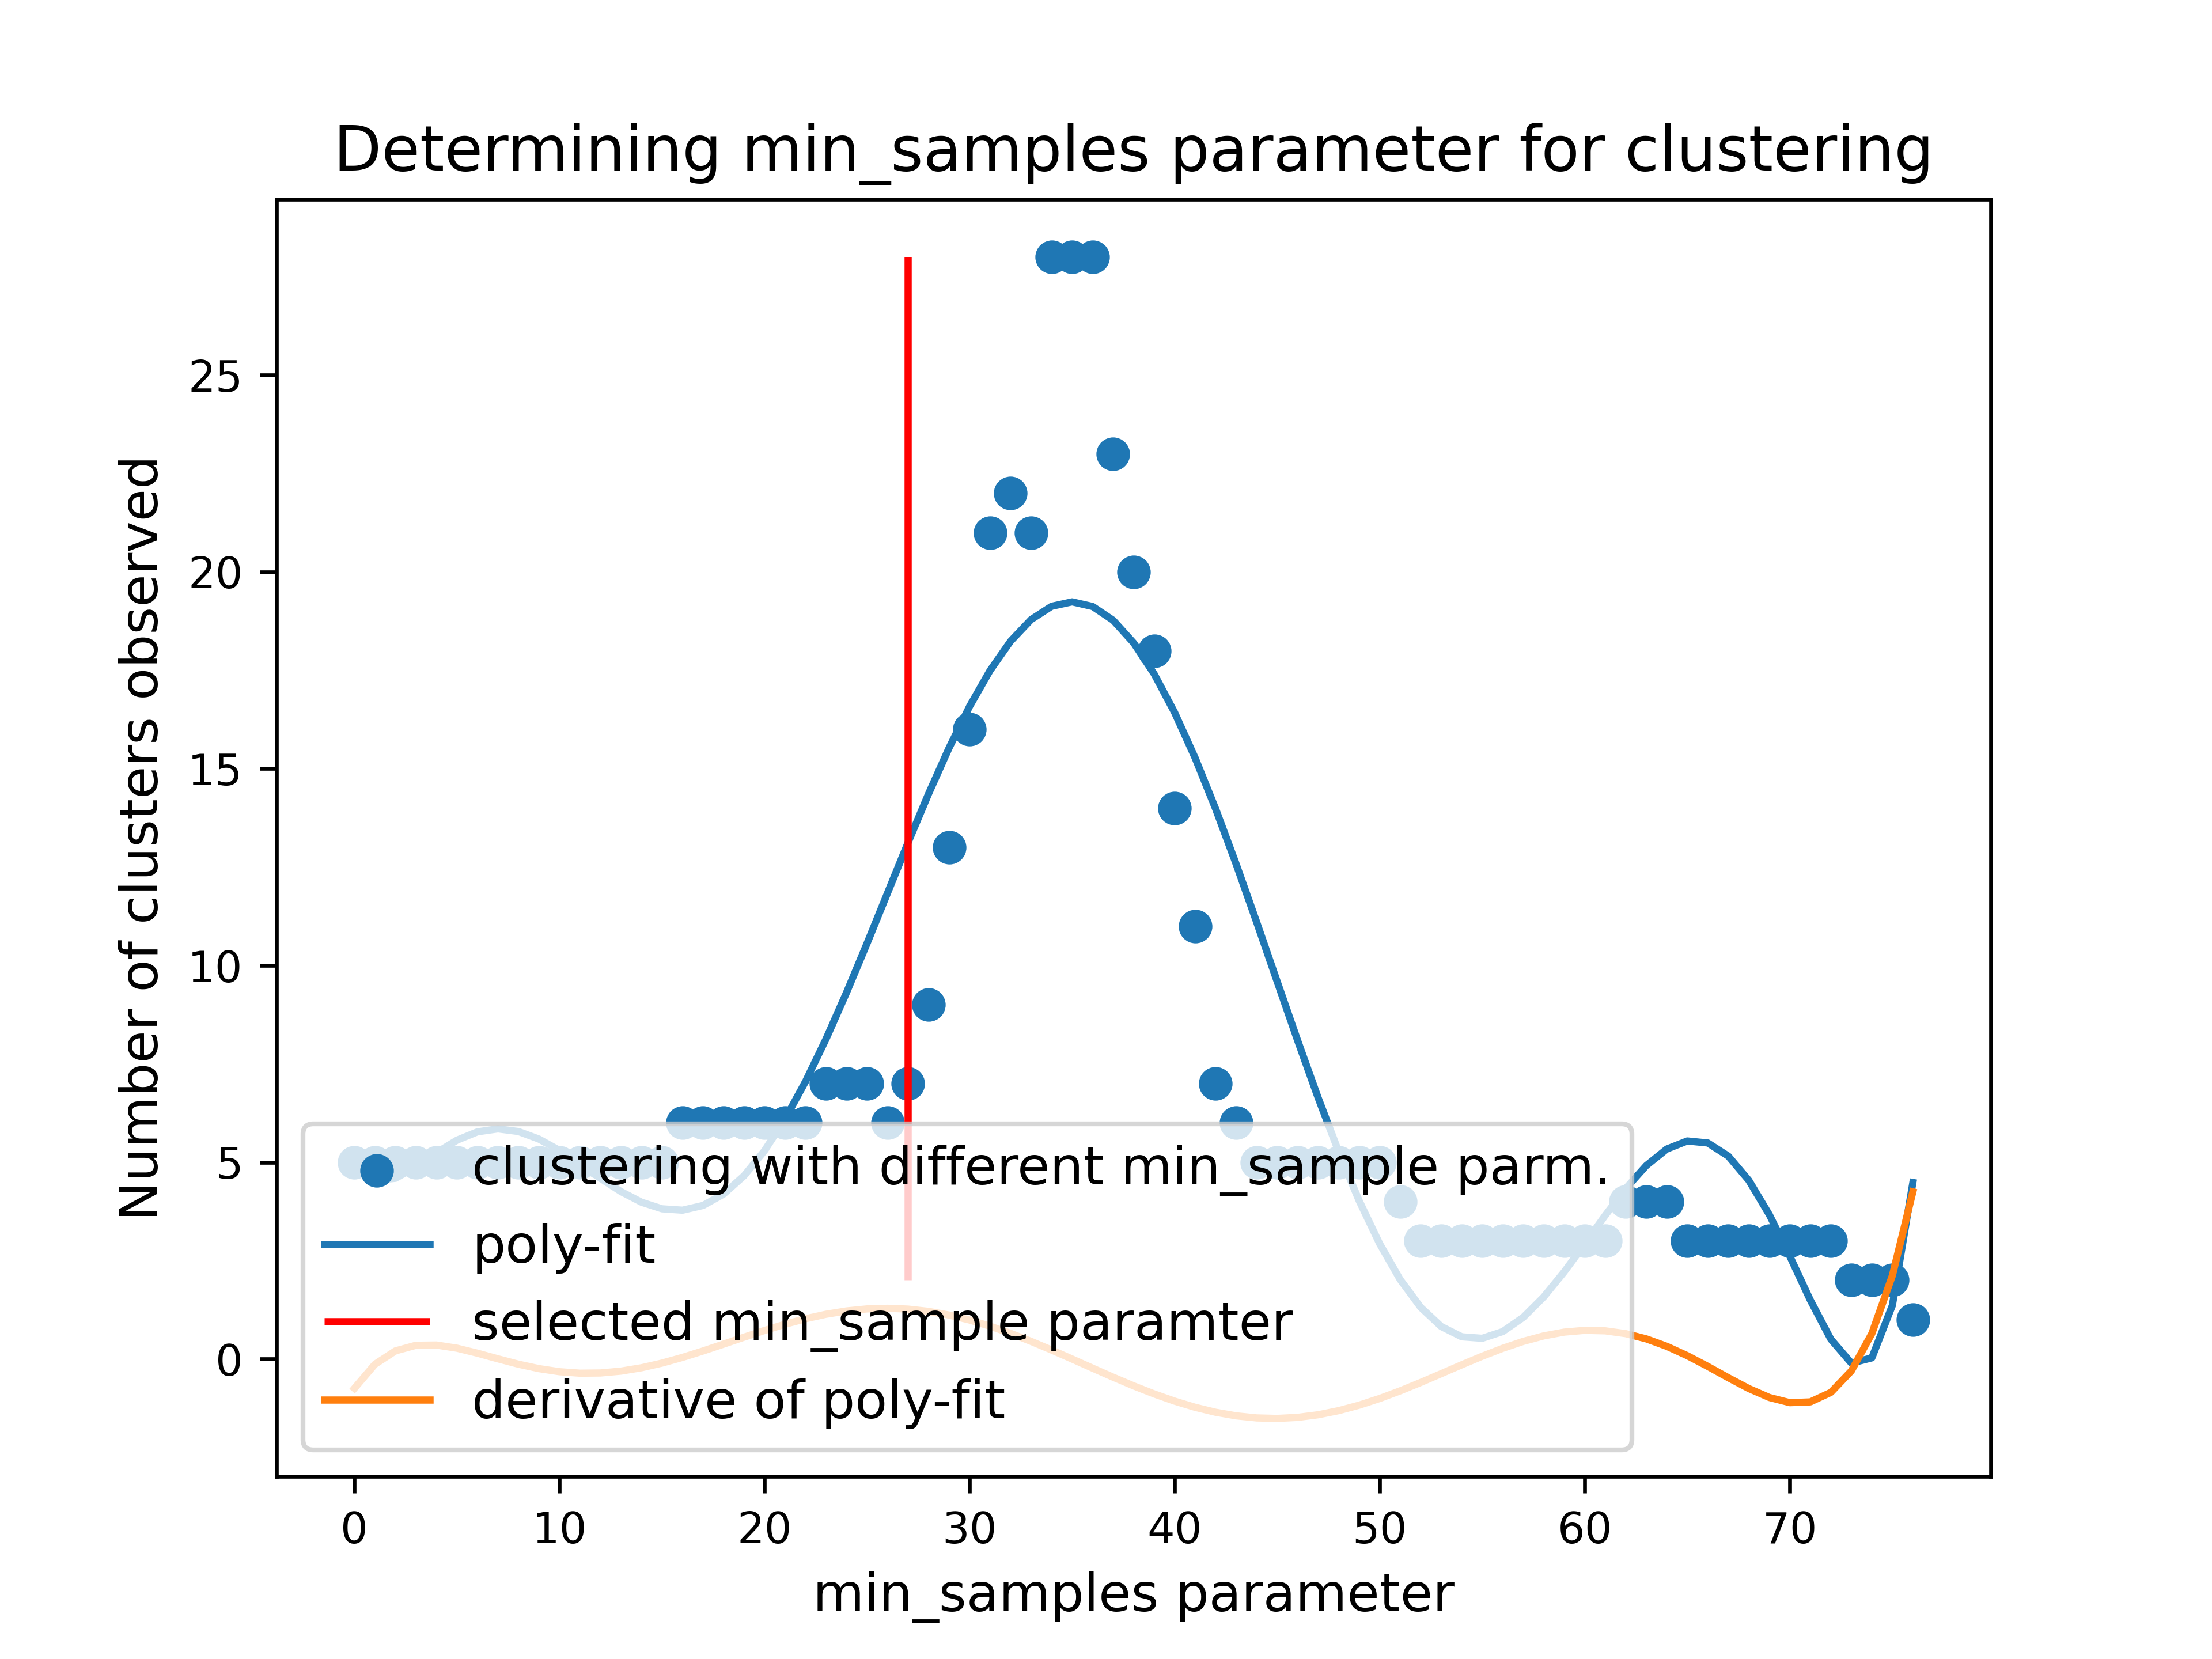 Determining min_samples parameter for clustering
Number of clusters observed
25
20
15
10
5
0
clustering with different min_sample parm.
poly-fit
selected min_sample paramter
derivative of poly-fit
0 10 20 30 40 50 60 70
min_samples parameter